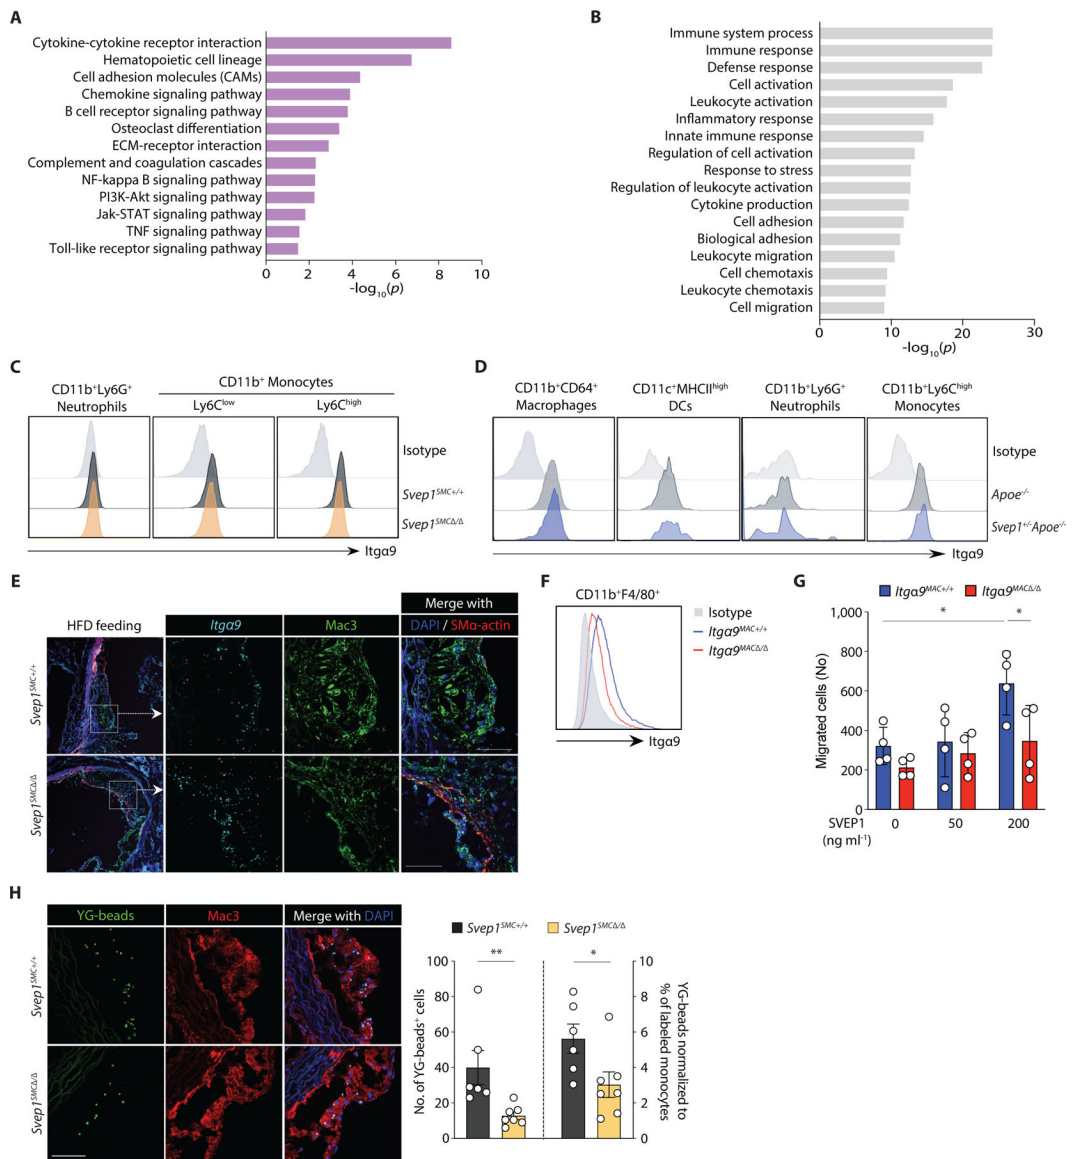 A
Cytokine-cytokine receptor interaction
Hematopoietic cell lineage
Cell adhesion molecules (CAMs)
Chemokine signaling pathway
B cell receptor signaling pathway
Osteoclast differentiation
ECM-receptor interaction
Complement and coagulation cascades
NF-kappa B signaling pathway
PI3K-Akt signaling pathway
Jak-STAT signaling pathway
TNF signaling pathway
Toll-like receptor signaling pathway
0 2 4 6 8 10
-log₁₀(p)
B
Immune system process
Immune response
Defense response
Cell activation
Leukocyte activation
Inflammatory response
Innate immune response
Regulation of cell activation
Response to stress
Regulation of leukocyte activation
Cytokine production
Cell adhesion
Biological adhesion
Leukocyte migration
Cell chemotaxis
Leukocyte chemotaxis
Cell migration
0 10 20 30
-log₁₀(p)
C
CD11b⁺Ly6G⁺
Neutrophils
CD11b⁺ Monocytes
Ly6Cˡᵒʷ Ly6Cʰⁱᵍʰ
Isotype
Svep1ˢᴹᶜ⁺/⁺
Svep1ˢᴹᶜΔ/Δ
Itgα9
D
CD11b⁺CD64⁺
Macrophages
CD11c⁺MHCIIʰⁱᵍʰ
DCs
CD11b⁺Ly6G⁺
Neutrophils
CD11b⁺Ly6Cʰⁱᵍʰ
Monocytes
Isotype
Apoe⁻/⁻
Svep1⁺/⁻Apoe⁻/⁻
Itgα9
E
HFD feeding
Itgα9
Mac3
Merge with
DAPI / SMα-actin
Svep1ˢᴹᶜ⁺/⁺
Svep1ˢᴹᶜΔ/Δ
F
CD11b⁺F4/80⁺
Isotype
Itgα9ᴹᴬᶜ⁺/⁺
Itgα9ᴹᴬᶜΔ/Δ
Itgα9
G
Itgα9ᴹᴬᶜ⁺/⁺ Itgα9ᴹᴬᶜΔ/Δ
* *
Migrated cells (No)
1,000
800
600
400
200
0
SVEP1
(ng ml⁻¹)
0 50 200
H
YG-beads
Mac3
Merge with DAPI
Svep1ˢᴹᶜ⁺/⁺
Svep1ˢᴹᶜΔ/Δ
Svep1ˢᴹᶜ⁺/⁺ Svep1ˢᴹᶜΔ/Δ
** *
No. of YG-beads⁺ cells
100
80
60
40
20
0
10
8
6
4
2
0
YG-beads normalized to
% of labeled monocytes